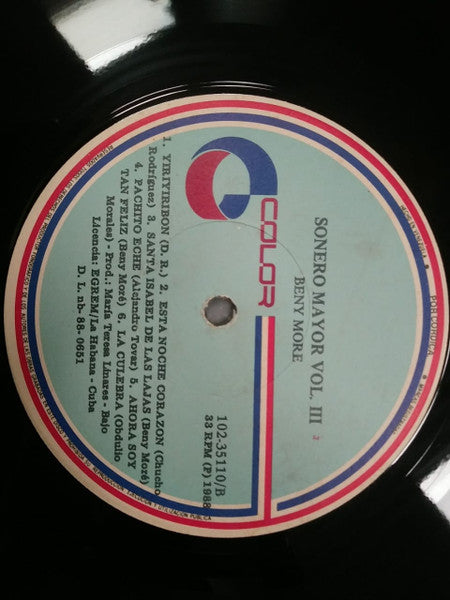 COLOR
SONERO MAYOR VOL. III
BENY MORE
102-35110/B
33 RPM (P) 1988
1. YIRIYIRIBON (D. R.) 2. ESTA NOCHE CORAZON (Chucho
Rodríguez) 3. SANTA ISABEL DE LAS LAJAS (Beny Moré)
4. PACHITO ECHE (Alejandro Tovar) 5. AHORA SOY
TAN FELIZ (Beny Moré) 6. LA CULEBRA (Obdulio
Morales) - Prod.: María Teresa Linares - Bajo
Licencia: EGREM/La Habana - Cuba
D. L. nb- 88-0651